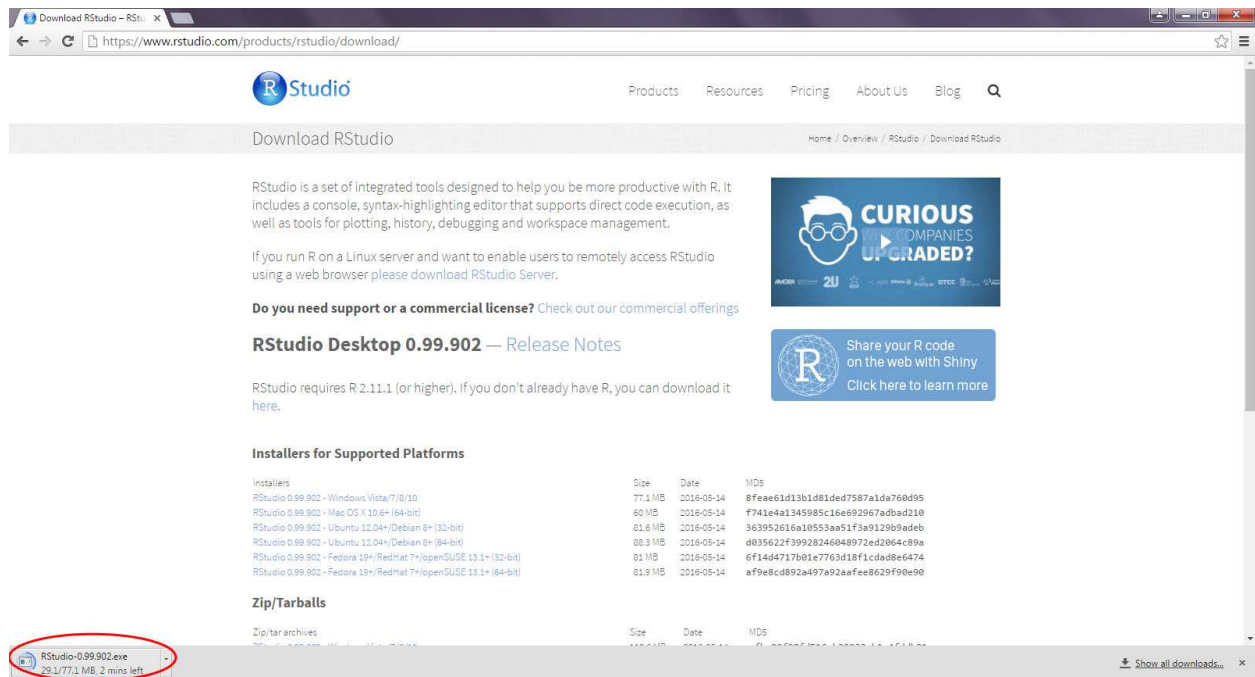 Download RStudio – RStu
https://www.rstudio.com/products/rstudio/download/
R Studio
Products Resources Pricing About Us Blog
Download RStudio
Home / Overview / RStudio / Download RStudio
RStudio is a set of integrated tools designed to help you be more productive with R. It
includes a console, syntax-highlighting editor that supports direct code execution, as
well as tools for plotting, history, debugging and workspace management.
If you run R on a Linux server and want to enable users to remotely access RStudio
using a web browser please download RStudio Server.
Do you need support or a commercial license? Check out our commercial offerings
RStudio Desktop 0.99.902 — Release Notes
RStudio requires R 2.11.1 (or higher). If you don't already have R, you can download it
here.
CURIOUS
WHY COMPANIES
UPGRADED?
2U DTCC
R
Share your R code
on the web with Shiny
Click here to learn more
Installers for Supported Platforms
Installers Size Date MD5
RStudio 0.99.902 - Windows Vista/7/8/10 77.1 MB 2016-05-14 8feae61d13b1d81ded7587a1da760d95
RStudio 0.99.902 - Mac OS X 10.6+ (64-bit) 60 MB 2016-05-14 f741e4a1345985c16e692967adbad210
RStudio 0.99.902 - Ubuntu 12.04+/Debian 8+ (32-bit) 81.6 MB 2016-05-14 363952616a10553aa51f3a9129b9adeb
RStudio 0.99.902 - Ubuntu 12.04+/Debian 8+ (64-bit) 88.3 MB 2016-05-14 d035622f39928246048972ed2064c89a
RStudio 0.99.902 - Fedora 19+/RedHat 7+/openSUSE 13.1+ (32-bit) 81 MB 2016-05-14 6f14d4717b01e7763d18f1cdad8e6474
RStudio 0.99.902 - Fedora 19+/RedHat 7+/openSUSE 13.1+ (64-bit) 81.9 MB 2016-05-14 af9e8cd892a497a92aafee8629f90e90
Zip/Tarballs
Zip/tar archives Size Date MD5
RStudio-0.99.902.exe
29.1/77.1 MB, 2 mins left
Show all downloads...